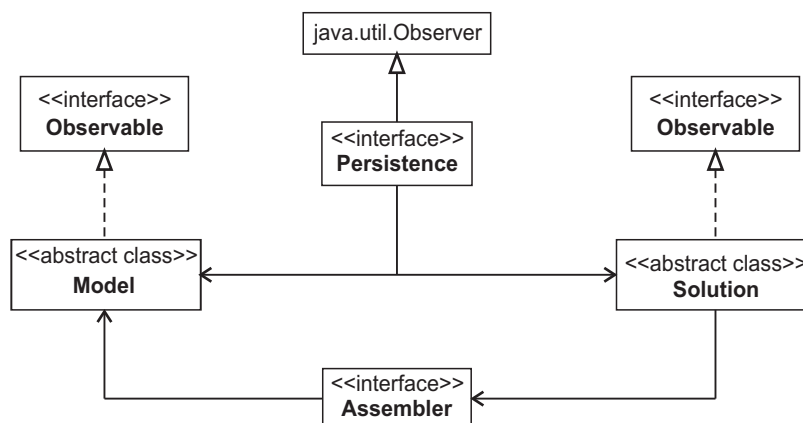 java.util.Observer
<<interface>>
Observable
<<interface>>
Persistence
<<interface>>
Observable
<<abstract class>>
Model
<<abstract class>>
Solution
<<interface>>
Assembler